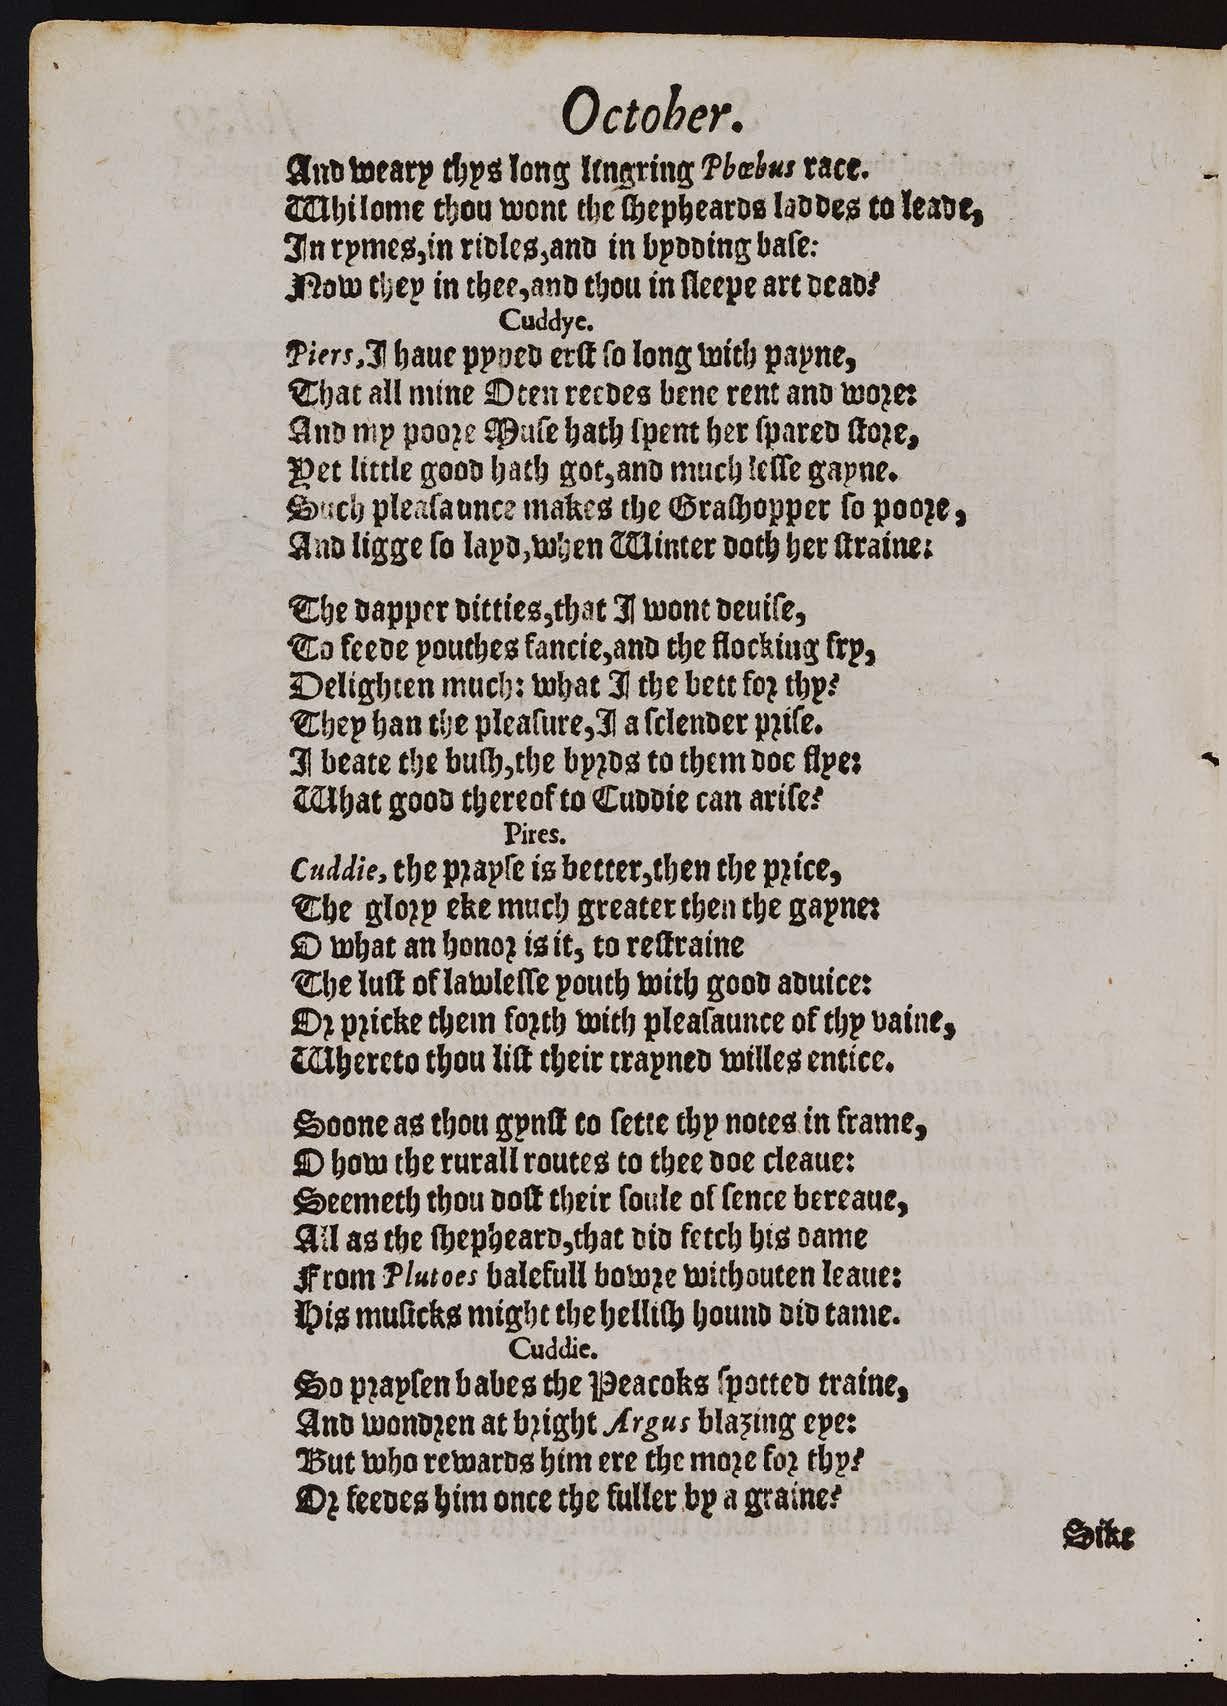 October.
And weary thys long lingring Phœbus race.
Whilome thou wont the ſhepheards laddes to leade,
In rymes,in ridles,and in bydding baſe:
Now they in thee,and thou in ſleepe art dead?
Cuddye.
Piers,I haue pyped erſt ſo long with payne,
That all mine Oten reedes bene rent and wore:
And my poore Muſe hath ſpent her ſpared ſtore,
Yet little good hath got,and much leſſe gayne.
Such pleaſaunce makes the Graſhopper ſo poore,
And ligge ſo layd,when Winter doth her ſtraine:
The dapper ditties,that I wont deuiſe,
To feede youthes fancie,and the flocking fry,
Delighten much: what I the bett for thy?
They han the pleaſure,I a ſclender priſe.
I beate the buſh,the byrds to them doe flye:
What good thereof to Cuddie can ariſe?
Pires.
Cuddie, the prayſe is better,then the price,
The glory eke much greater then the gayne:
O what an honor is it, to reſtraine
The luſt of lawleſſe youth with good aduice:
Or pricke them forth with pleaſaunce of thy vaine,
Whereto thou liſt their trayned willes entice.
Soone as thou gynſt to ſette thy notes in frame,
O how the rurall routes to thee doe cleaue:
Seemeth thou doſt their ſoule of ſence bereaue,
All as the ſhepheard,that did fetch his dame
From Plutoes balefull bowre withouten leaue:
His muſicks might the helliſh hound did tame.
Cuddie.
So prayſen babes the Peacoks ſpotted traine,
And wondren at bright Argus blazing eye:
But who rewards him ere the more for thy?
Or feedes him once the fuller by a graine?
Sike